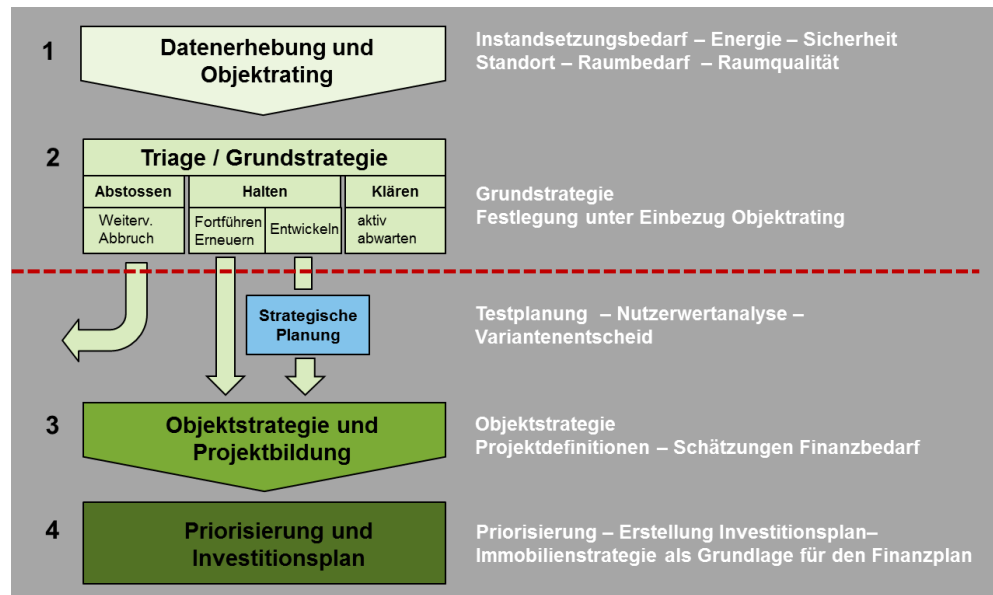 1
Datenerhebung und
Objektrating
Instandsetzungsbedarf – Energie – Sicherheit
Standort – Raumbedarf – Raumqualität
2
Triage / Grundstrategie
Abstossen
Halten
Klären
Weiterv.
Abbruch
Fortführen
Erneuern
Entwickeln
aktiv
abwarten
Grundstrategie
Festlegung unter Einbezug Objektrating
Strategische
Planung
Testplanung – Nutzerwertanalyse –
Variantenentscheid
3
Objektstrategie und
Projektbildung
Objektstrategie
Projektdefinitionen – Schätzungen Finanzbedarf
4
Priorisierung und
Investitionsplan
Priorisierung – Erstellung Investitionsplan–
Immobilienstrategie als Grundlage für den Finanzplan